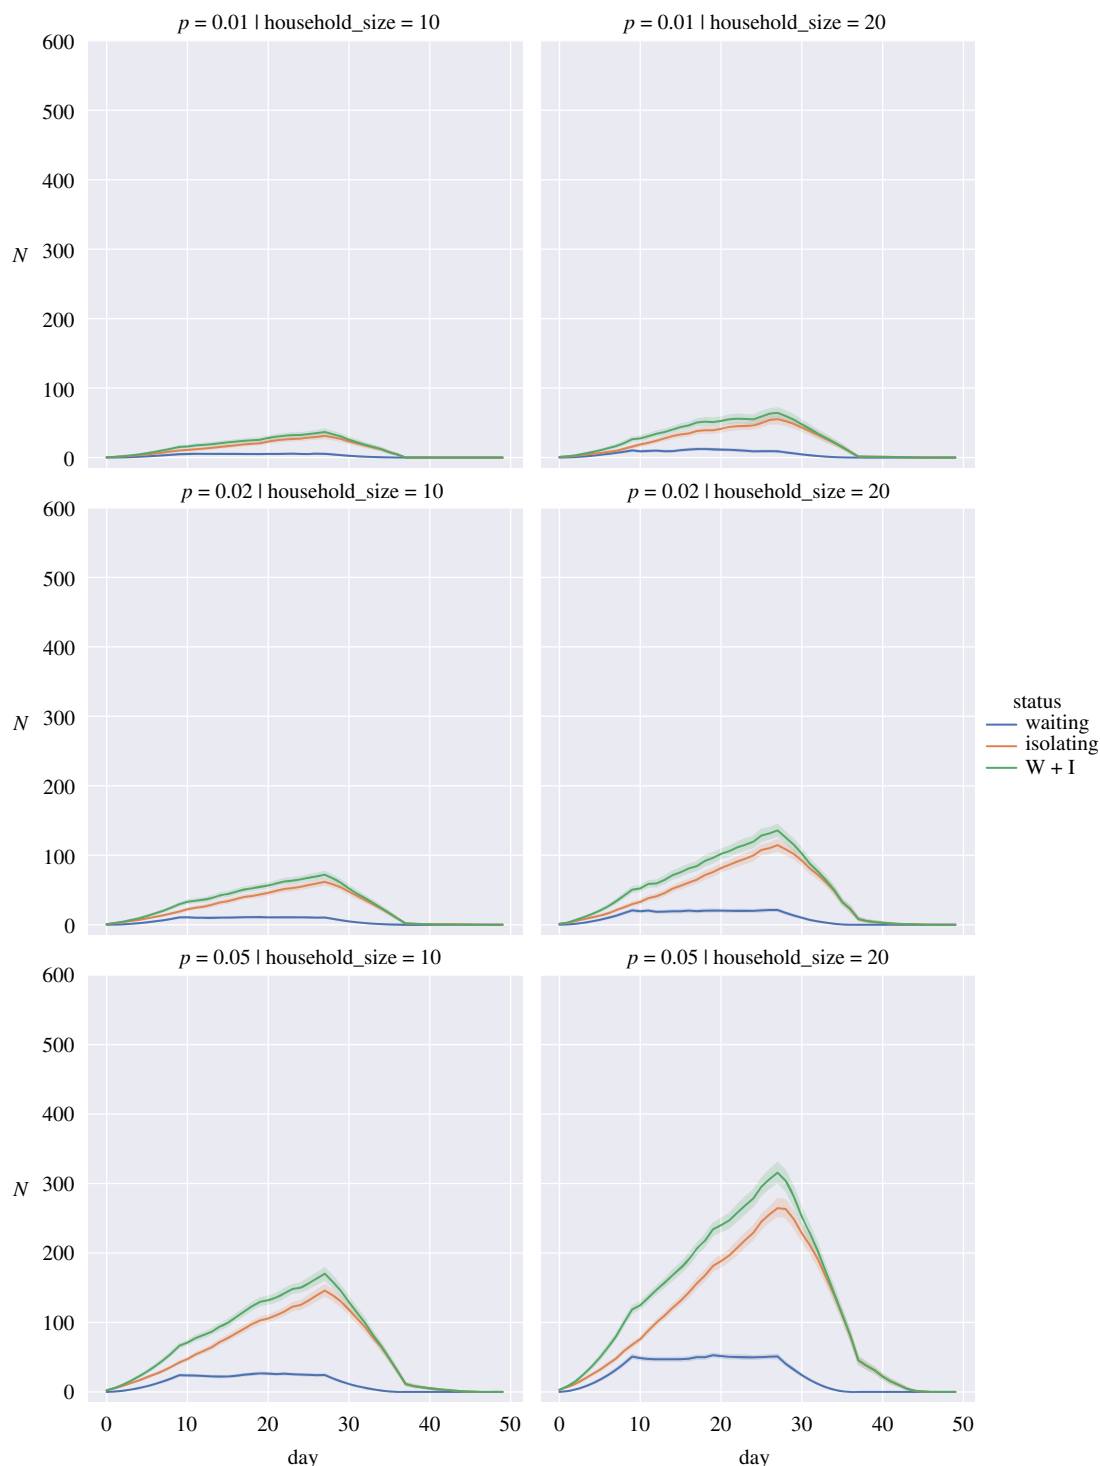 p = 0.01 | household_size = 10
p = 0.01 | household_size = 20
600
500
400
N
300
200
100
0
p = 0.02 | household_size = 10
p = 0.02 | household_size = 20
600
500
400
N
300
200
100
0
status
waiting
isolating
W + I
p = 0.05 | household_size = 10
p = 0.05 | household_size = 20
600
500
400
N
300
200
100
0
0 10 20 30 40 50
0 10 20 30 40 50
day
day